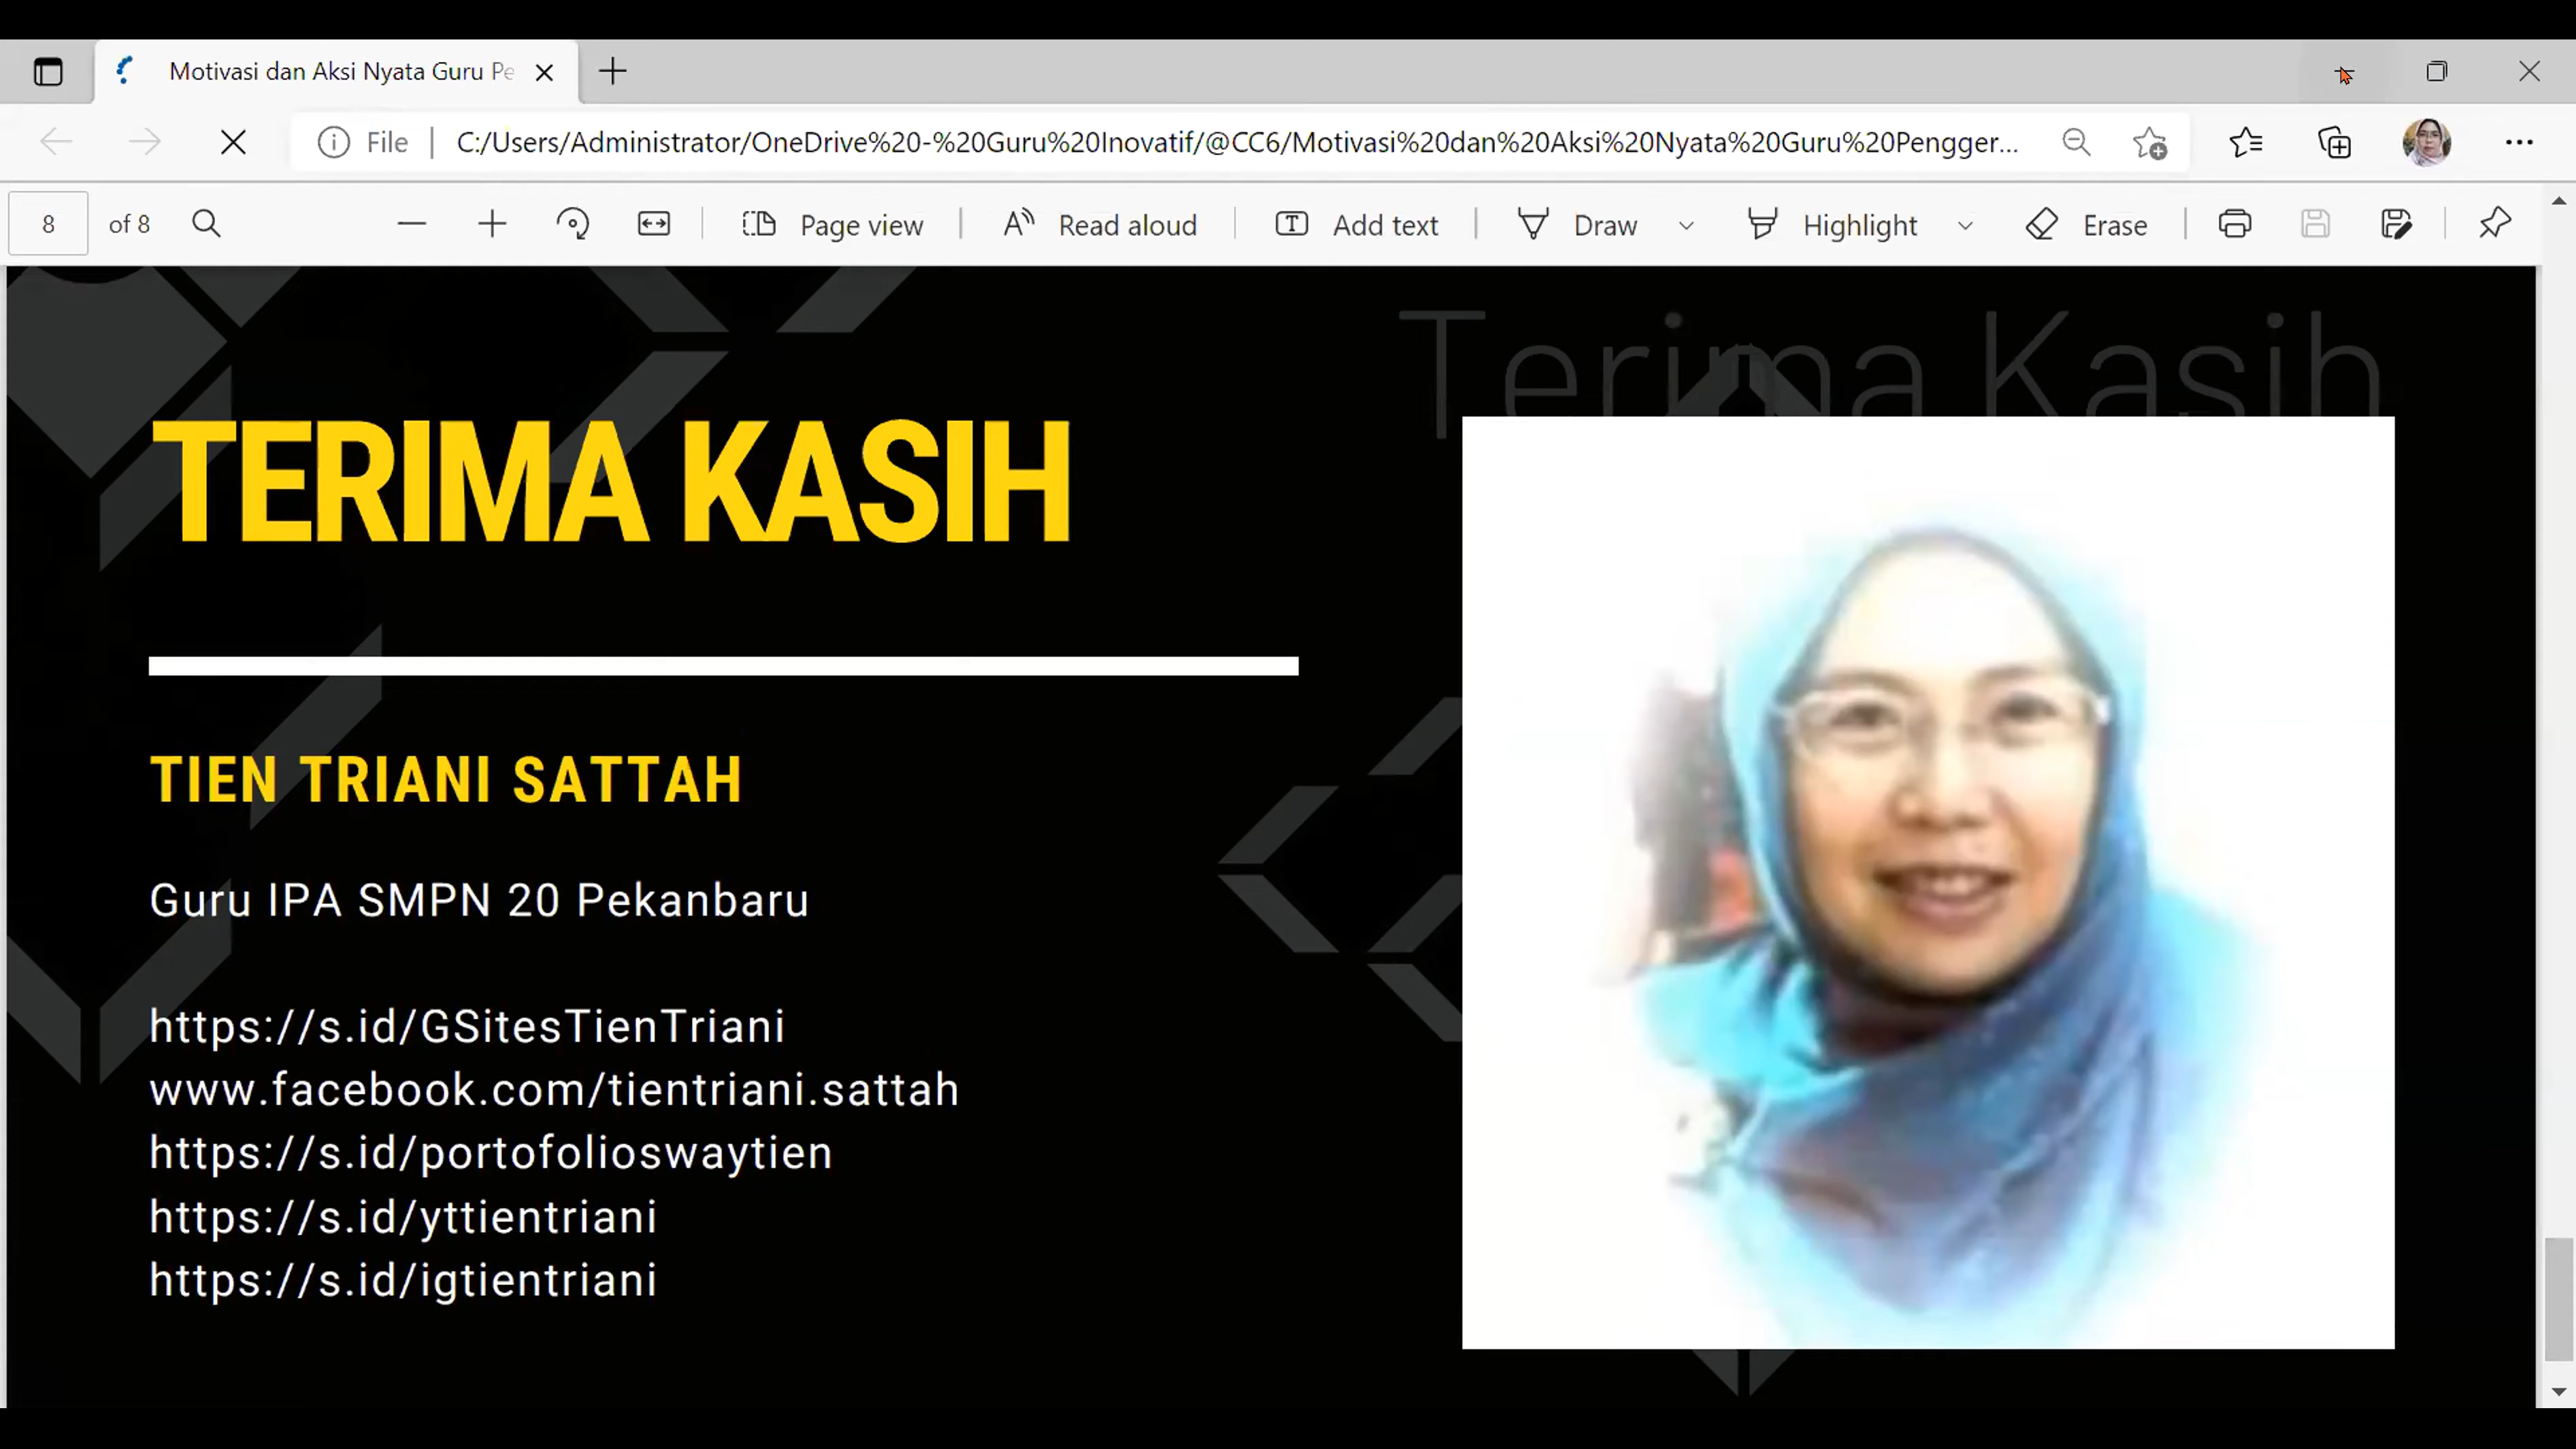 Motivasi dan Aksi Nyata Guru Pe
File
C:/Users/Administrator/OneDrive%20-%20Guru%20Inovatif/@CC6/Motivasi%20dan%20Aksi%20Nyata%20Guru%20Pengger...
8 of 8
Page view
Read aloud
Add text
Draw
Highlight
Erase
Terima Kasih
TERIMA KASIH
TIEN TRIANI SATTAH
Guru IPA SMPN 20 Pekanbaru
https://s.id/GSitesTienTriani
www.facebook.com/tientriani.sattah
https://s.id/portofolioswaytien
https://s.id/yttientriani
https://s.id/igtientriani